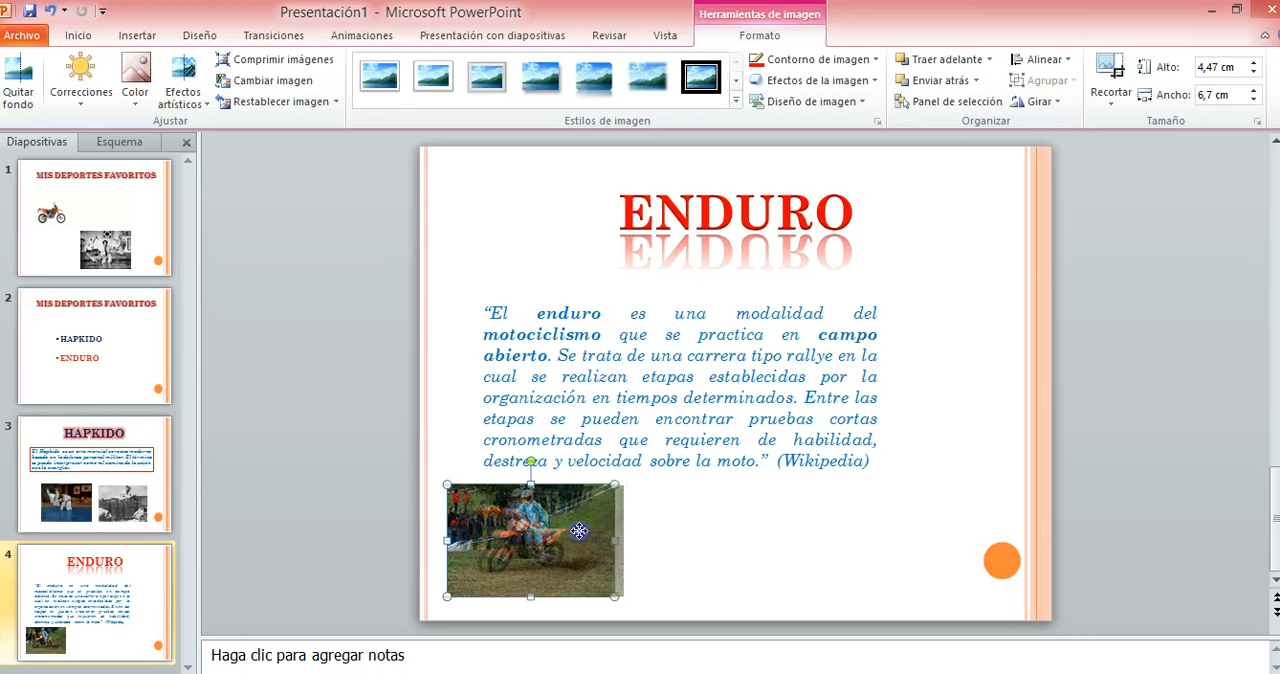 Presentación1 - Microsoft PowerPoint
Herramientas de imagen
Archivo Inicio Insertar Diseño Transiciones Animaciones Presentación con diapositivas Revisar Vista Formato
Quitar fondo
Correcciones
Color
Efectos artísticos
Comprimir imágenes
Cambiar imagen
Restablecer imagen
Ajustar
Estilos de imagen
Contorno de imagen
Efectos de la imagen
Diseño de imagen
Traer adelante
Enviar atrás
Panel de selección
Alinear
Agrupar
Girar
Organizar
Recortar
Alto: 4,47 cm
Ancho: 6,7 cm
Tamaño
Diapositivas Esquema
1
MIS DEPORTES FAVORITOS
2
MIS DEPORTES FAVORITOS
• HAPKIDO
• ENDURO
3
HAPKIDO
4
ENDURO
ENDURO
“El enduro es una modalidad del
motociclismo que se practica en campo
abierto. Se trata de una carrera tipo rallye en la
cual se realizan etapas establecidas por la
organización en tiempos determinados. Entre las
etapas se pueden encontrar pruebas cortas
cronometradas que requieren de habilidad,
destreza y velocidad sobre la moto.” (Wikipedia)
Haga clic para agregar notas